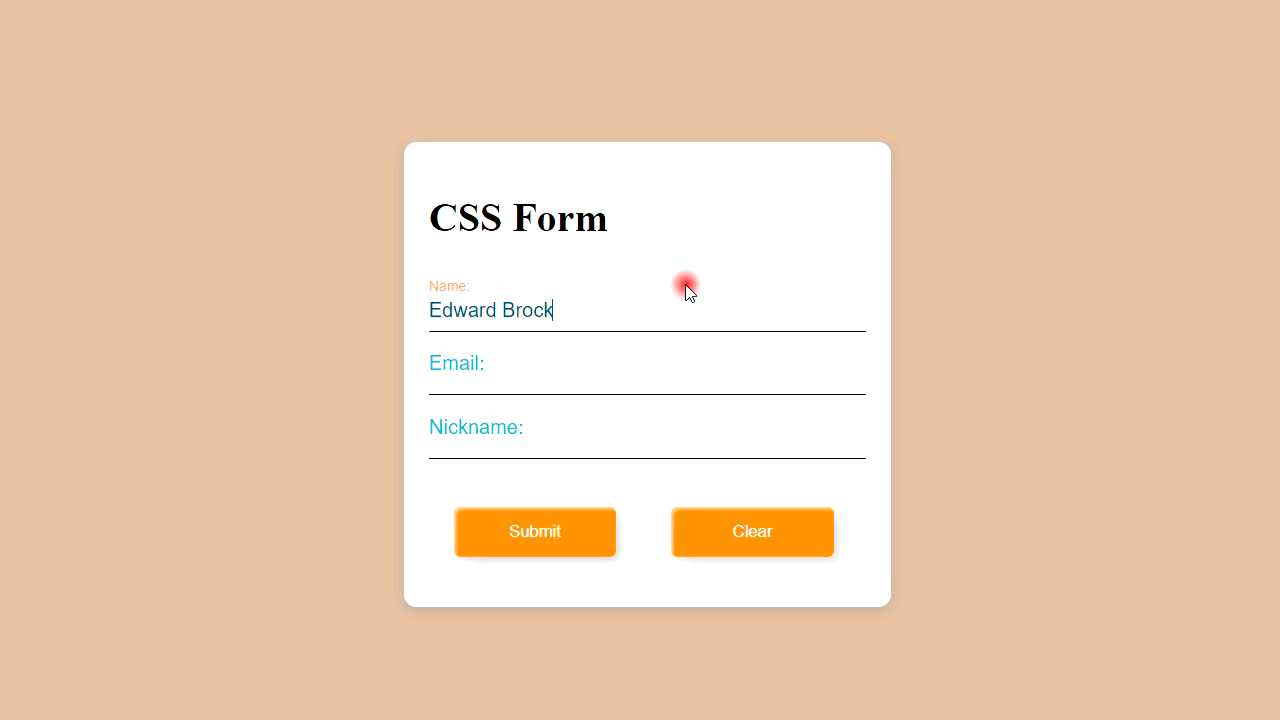 CSS Form
Name:
Edward Brock
Email:
Nickname:
Submit Clear